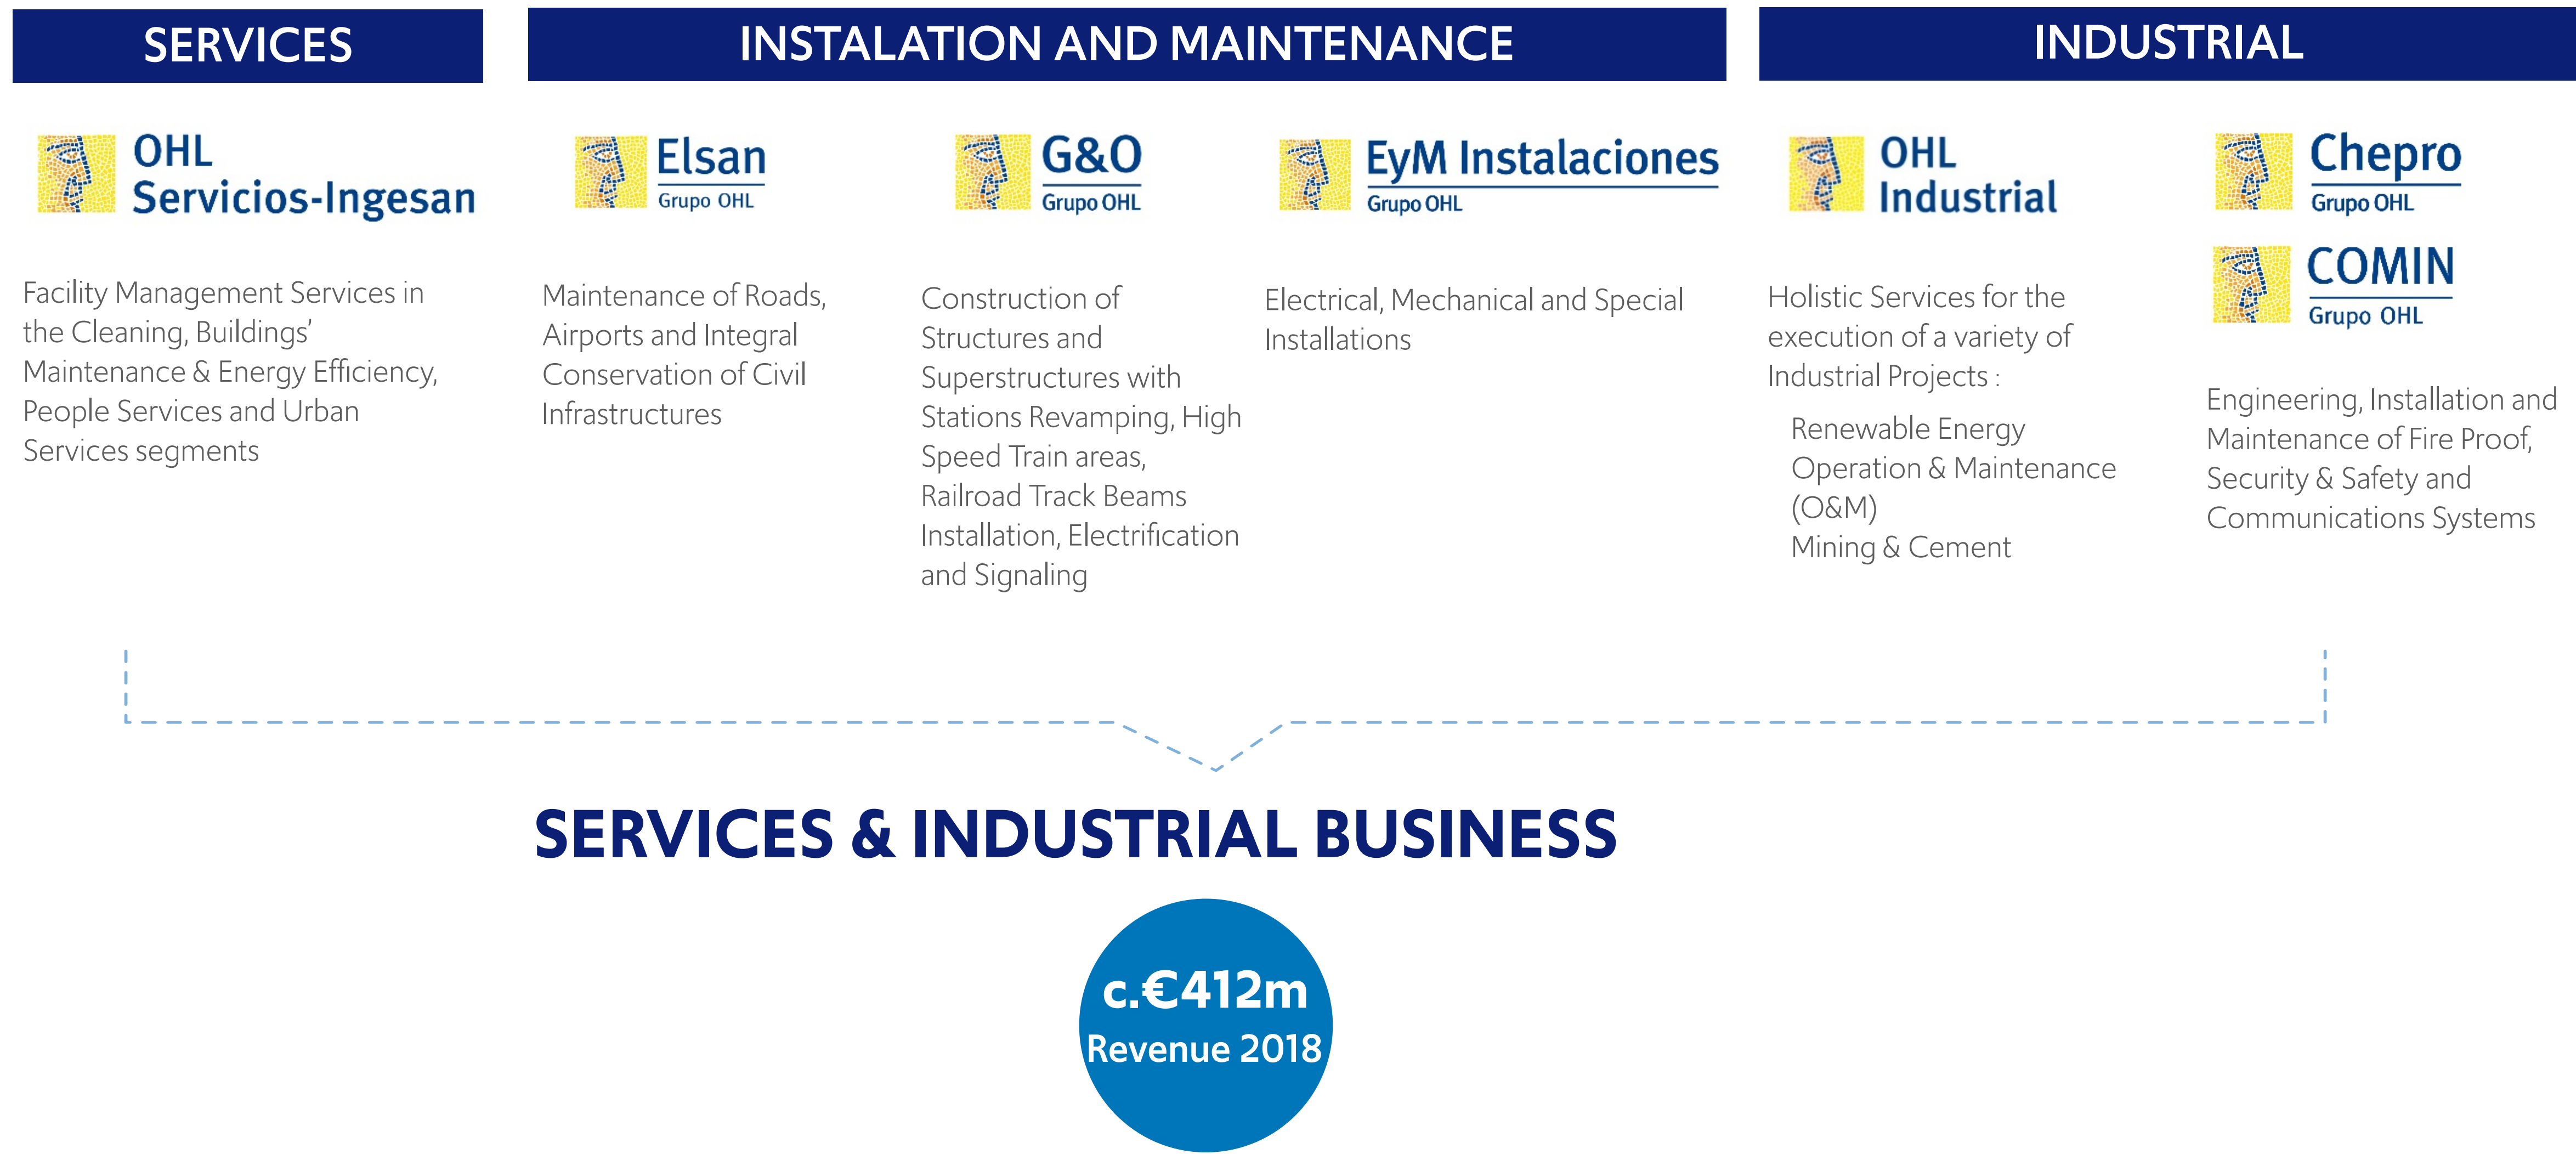 SERVICES
OHL
Servicios-Ingesan
Facility Management Services in
the Cleaning, Buildings’
Maintenance & Energy Efficiency,
People Services and Urban
Services segments
INSTALATION AND MAINTENANCE
Elsan
Grupo OHL
Maintenance of Roads,
Airports and Integral
Conservation of Civil
Infrastructures
G&O
Grupo OHL
Construction of
Structures and
Superstructures with
Stations Revamping, High
Speed Train areas,
Railroad Track Beams
Installation, Electrification
and Signaling
EyM Instalaciones
Grupo OHL
Electrical, Mechanical and Special
Installations
INDUSTRIAL
OHL
Industrial
Holistic Services for the
execution of a variety of
Industrial Projects :
Renewable Energy
Operation & Maintenance
(O&M)
Mining & Cement
Chepro
Grupo OHL
COMIN
Grupo OHL
Engineering, Installation and
Maintenance of Fire Proof,
Security & Safety and
Communications Systems
SERVICES & INDUSTRIAL BUSINESS
c.€412m
Revenue 2018